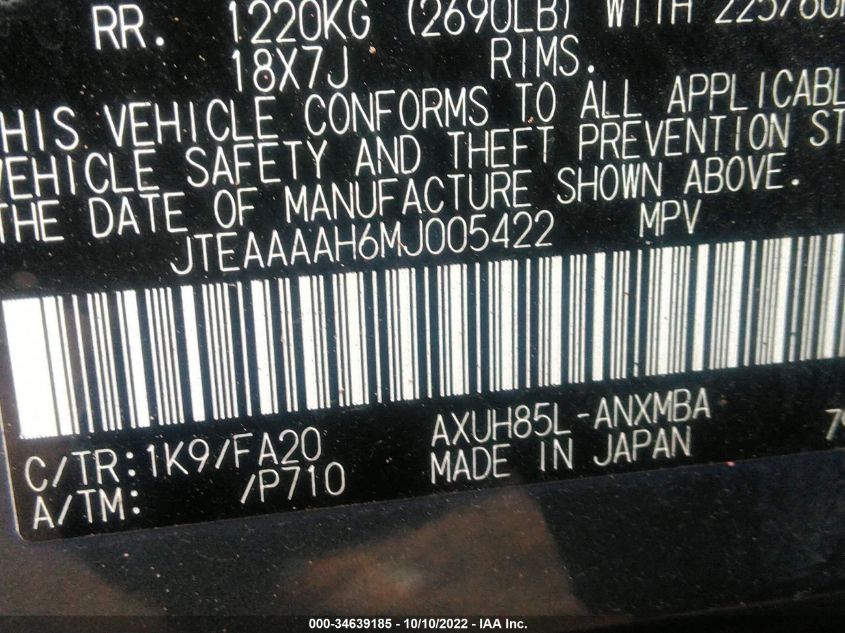 RR. 1220KG (2690LB) WITH
18X7J RIMS.
THIS VEHICLE CONFORMS TO ALL APPLICABL
VEHICLE SAFETY AND THEFT PREVENTION ST
THE DATE OF MANUFACTURE SHOWN ABOVE.
JTEAAAAH6MJ005422 MPV
C/TR:1K9/FA20 AXUH85L-ANXMBA
A/TM: /P710 MADE IN JAPAN
000-34639185 - 10/10/2022 - IAA Inc.